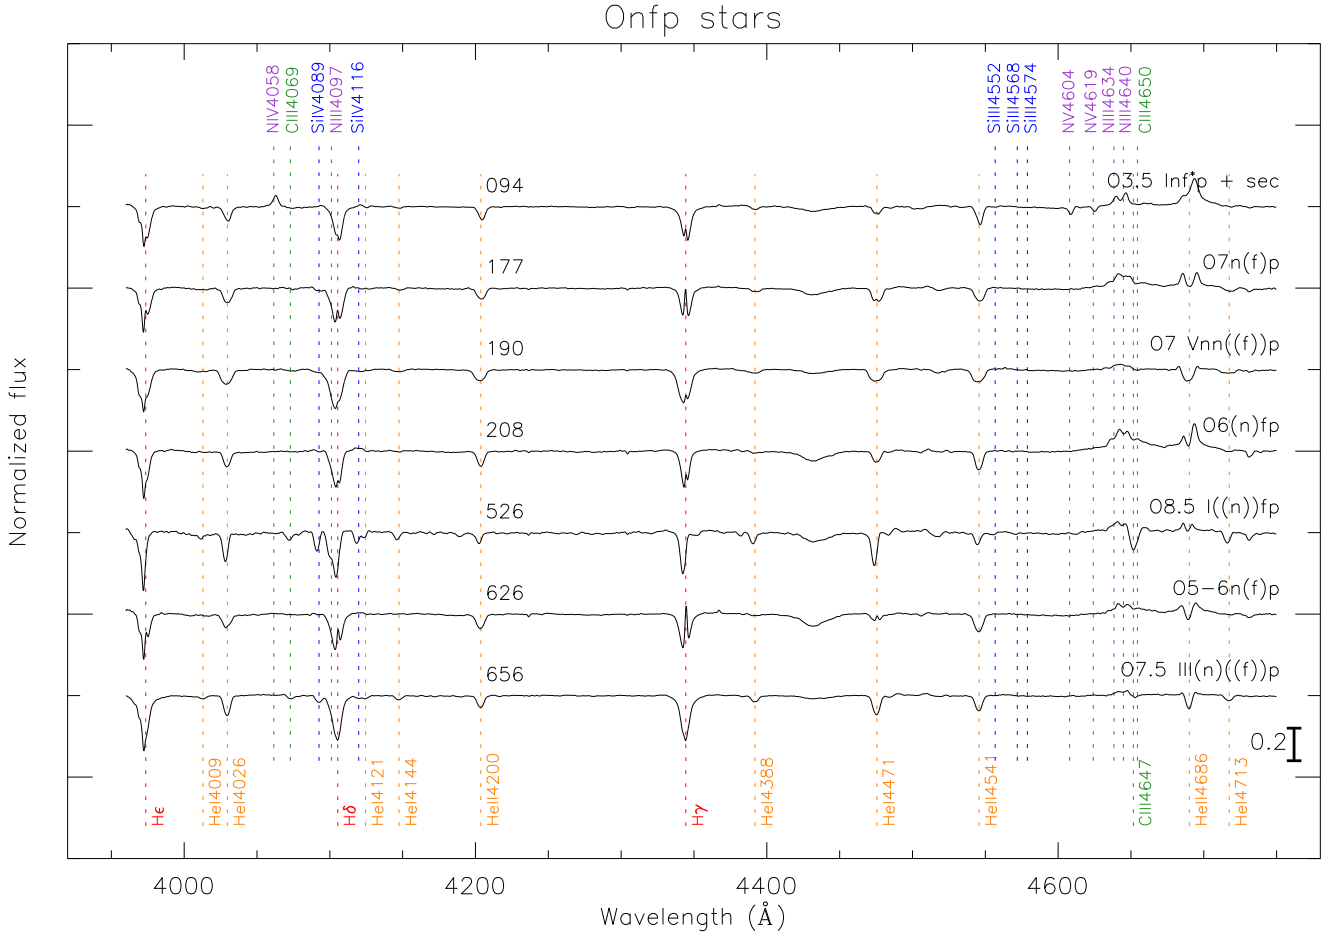 Onfp stars
NIV4058
CIII4069
SiIV4089
NIII4097
SiIV4116
SiIII4552
SiIII4568
SiIII4574
NV4604
NV4619
NIII4634
NIII4640
CIII4650
094
O3.5 Inf*p + sec
177
O7n(f)p
190
O7 Vnn((f))p
208
O6(n)fp
526
O8.5 I((n))fp
626
O5-6n(f)p
656
O7.5 III(n)((f))p
0.2
Hϵ
HeI4009
HeI4026
Hδ
HeI4121
HeI4144
HeII4200
Hγ
HeI4388
HeI4471
HeII4541
CIII4647
HeII4686
HeI4713
4000
4200
4400
4600
Wavelength (Å)
Normalized flux